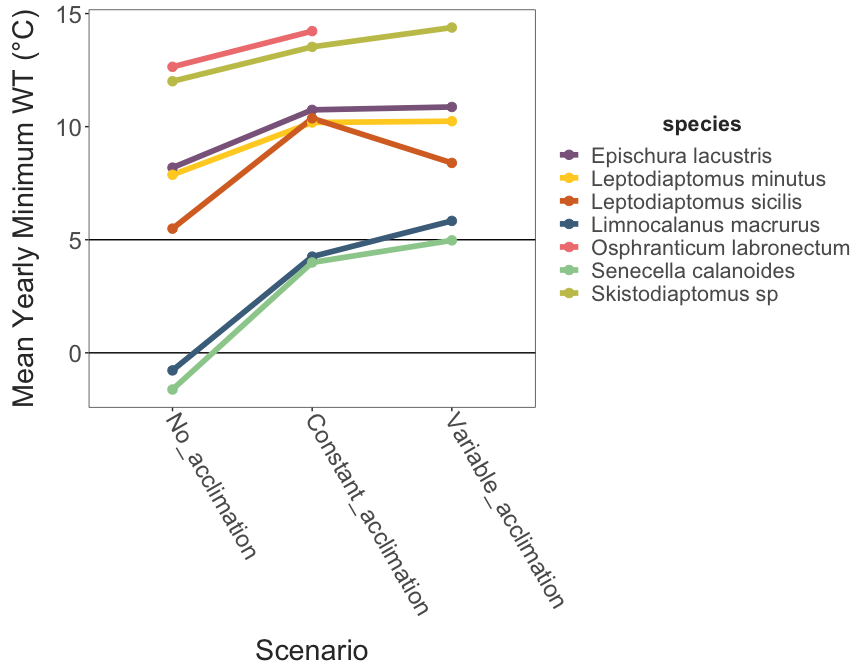 Mean Yearly Minimum WT (°C)
15
10
5
0
No_acclimation
Constant_acclimation
Variable_acclimation
Scenario
species
Epischura lacustris
Leptodiaptomus minutus
Leptodiaptomus sicilis
Limnocalanus macrurus
Osphranticum labronectum
Senecella calanoides
Skistodiaptomus sp